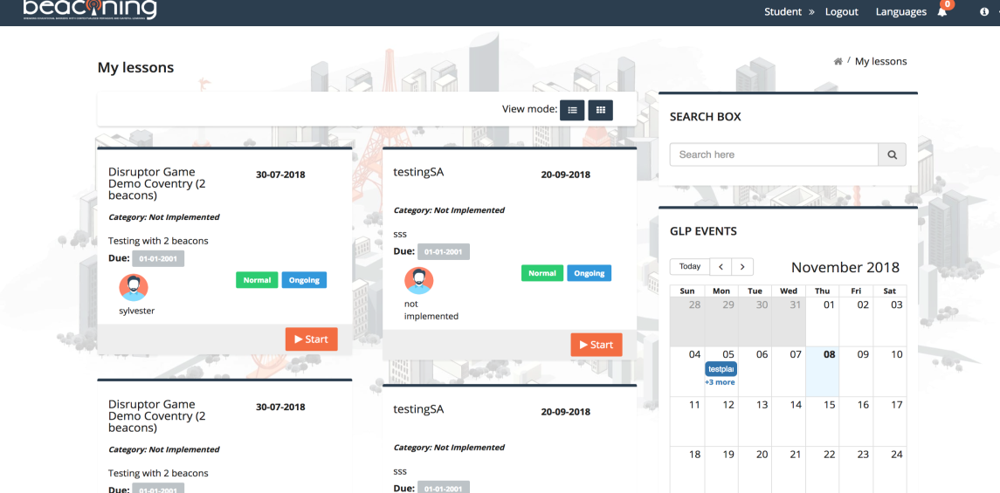 beaconing
Student » Logout Languages 0
My lessons
/ My lessons
View mode:
Disruptor Game
Demo Coventry (2
beacons)
30-07-2018
Category: Not Implemented
Testing with 2 beacons
Due: 01-01-2001
Normal Ongoing
sylvester
Start
testingSA
20-09-2018
Category: Not Implemented
sss
Due: 01-01-2001
Normal Ongoing
not
implemented
Start
Disruptor Game
Demo Coventry (2
beacons)
30-07-2018
Category: Not Implemented
Testing with 2 beacons
Due: 01-01-2001
testingSA
20-09-2018
Category: Not Implemented
sss
Due: 01-01-2001
SEARCH BOX
Search here
GLP EVENTS
Today < > November 2018
Sun Mon Tue Wed Thu Fri Sat
28 29 30 31 01 02 03
04 05 06 07 08 09 10
testplan
+3 more
11 12 13 14 15 16 17
18 19 20 21 22 23 24